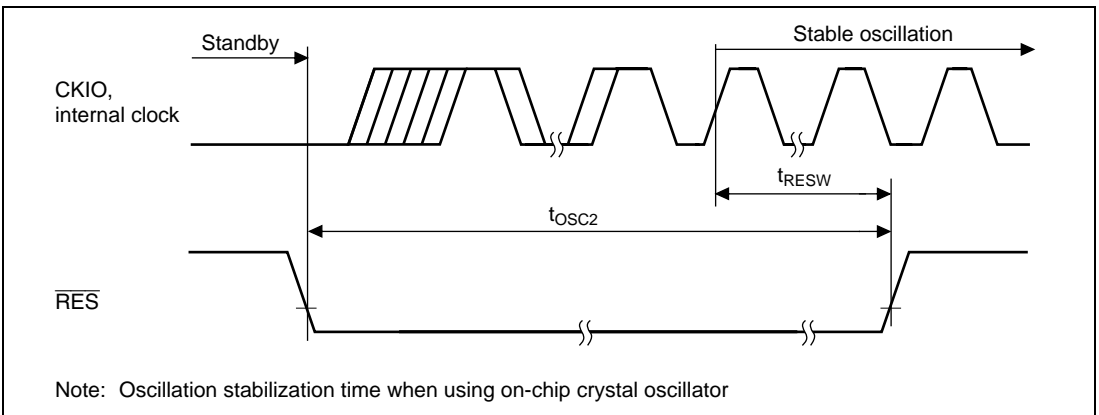 Standby
Stable oscillation
CKIO,
internal clock
tRESW
tOSC2
RES
Note: Oscillation stabilization time when using on-chip crystal oscillator